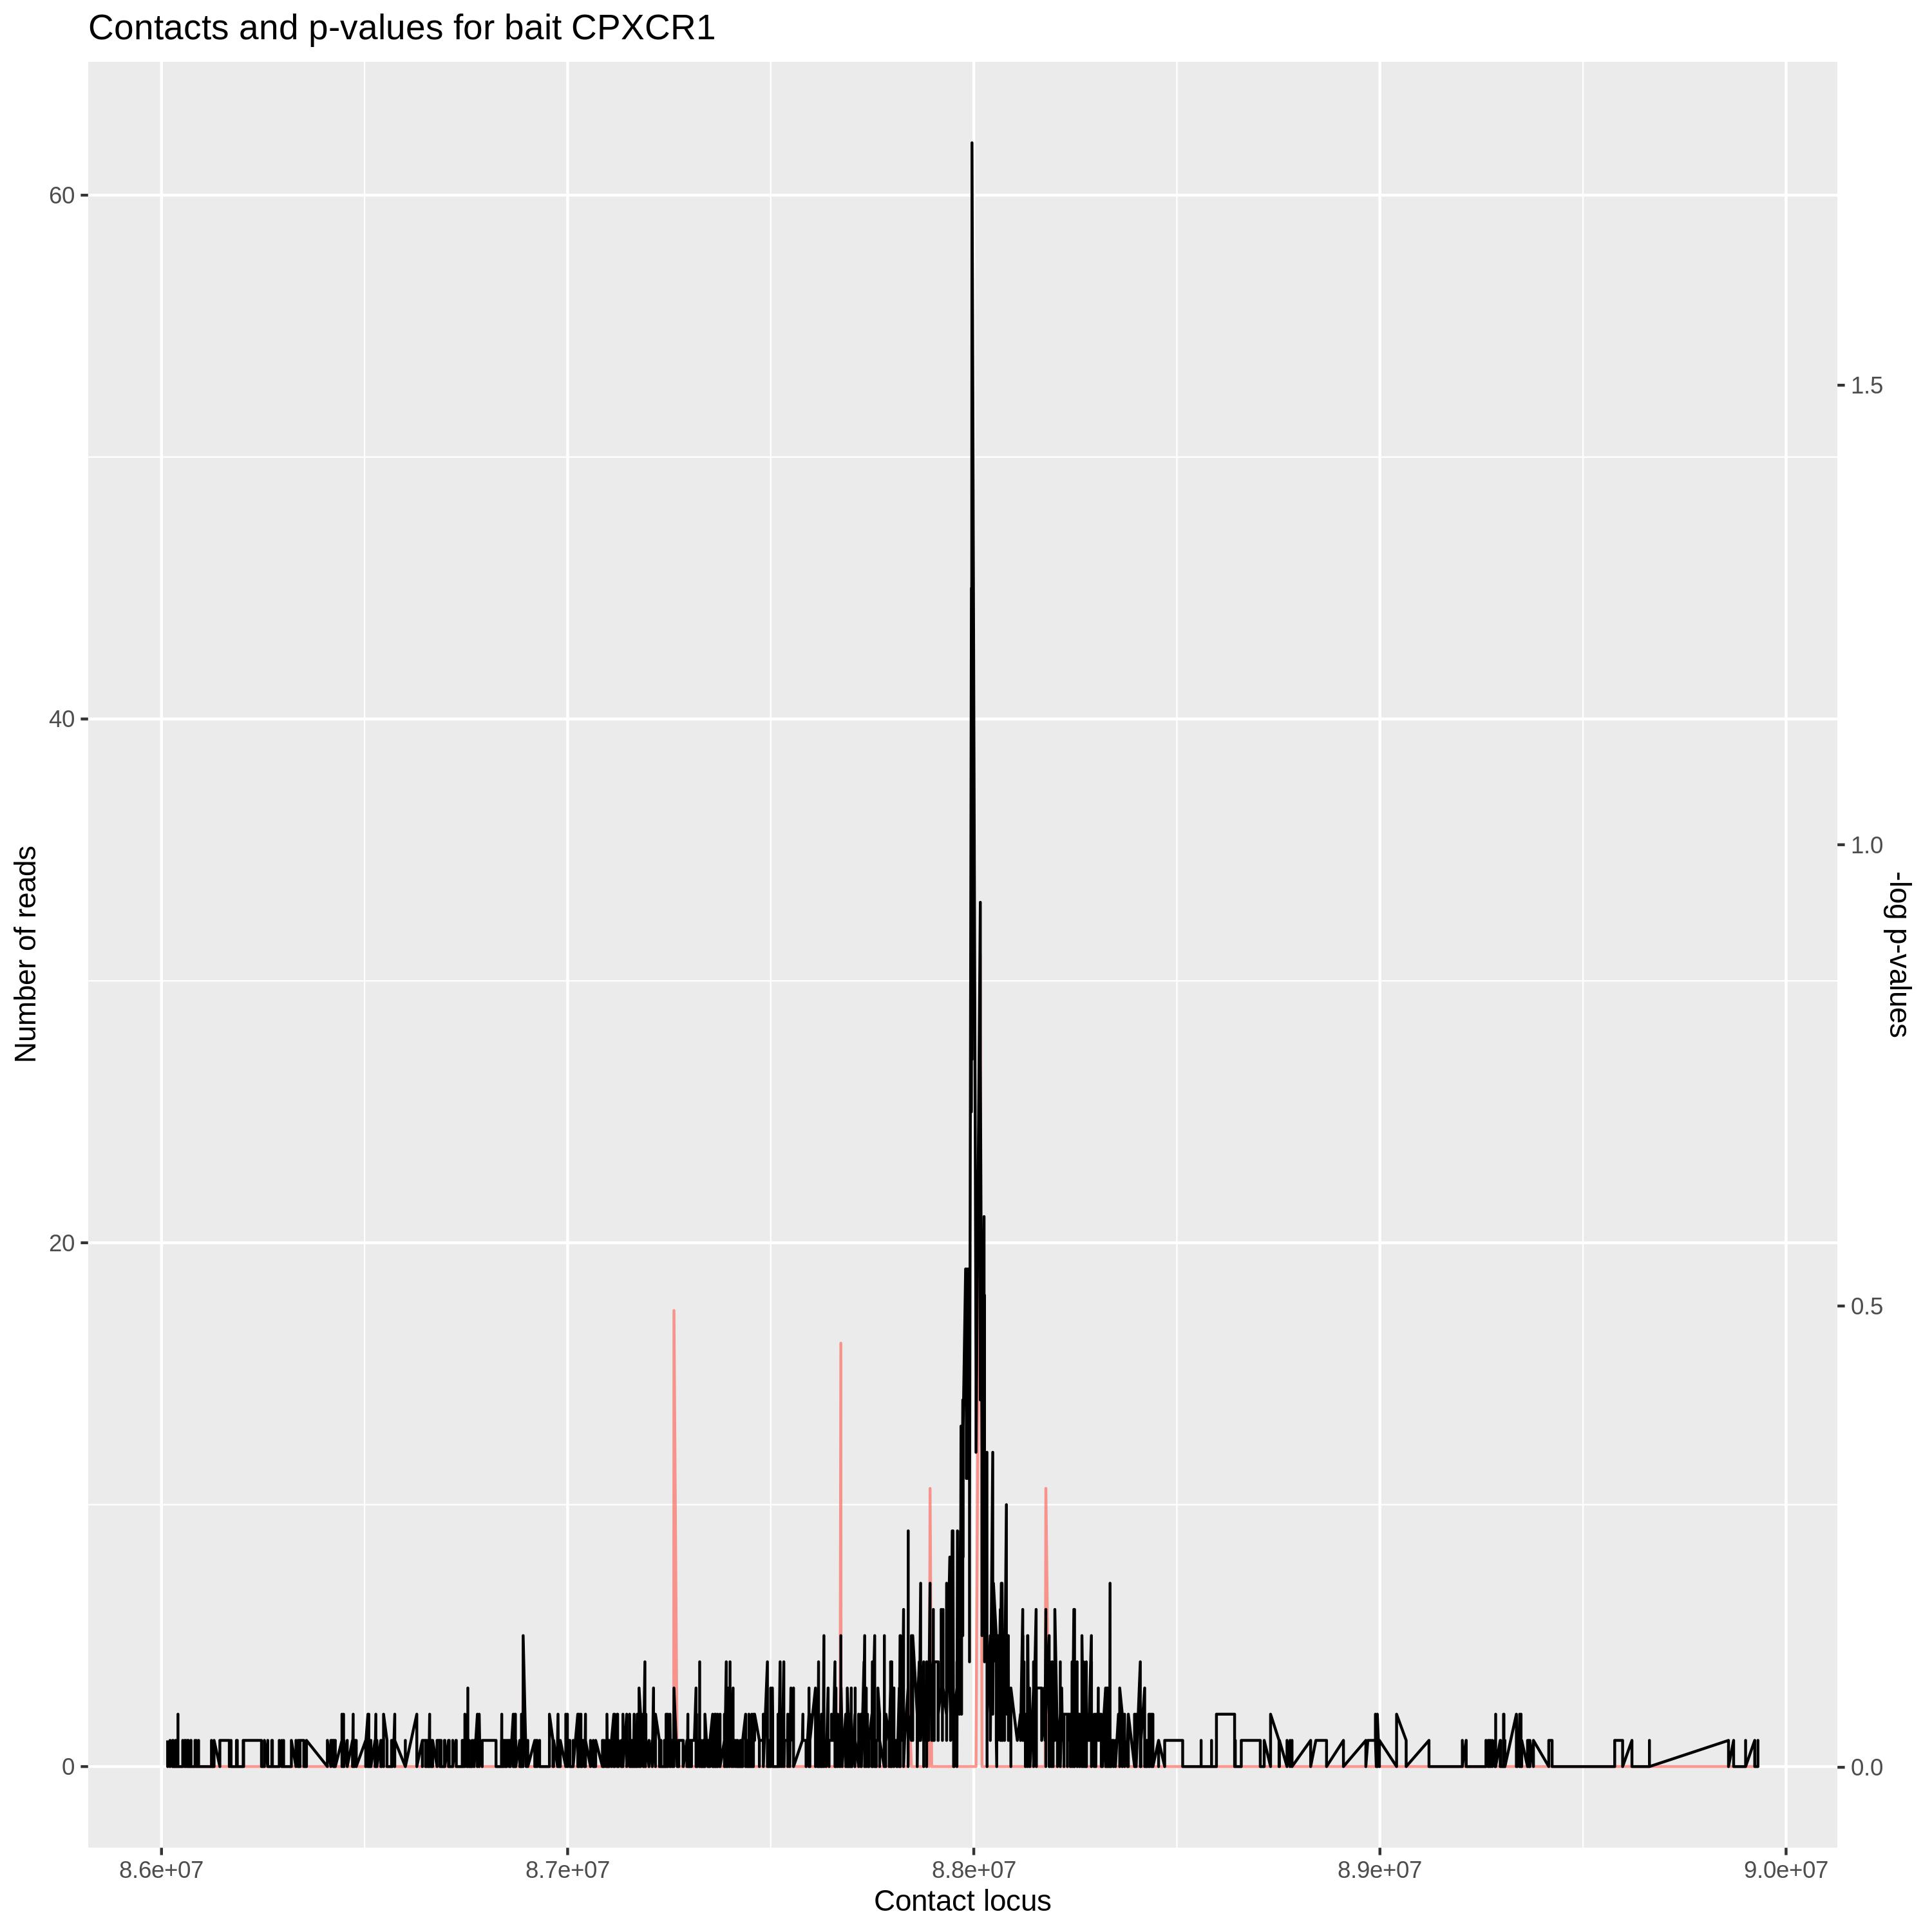 Contacts and p-values for bait CPXCR1
60
40
20
0
Number of reads
1.5
1.0
0.5
0.0
-log p-values
8.6e+07
8.7e+07
8.8e+07
8.9e+07
9.0e+07
Contact locus